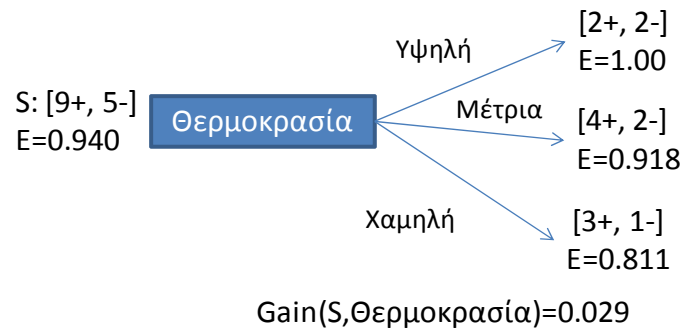 S: [9+, 5-]
E=0.940
Θερμοκρασία
Υψηλή
[2+, 2-]
E=1.00
Μέτρια
[4+, 2-]
E=0.918
Χαμηλή
[3+, 1-]
E=0.811
Gain(S,Θερμοκρασία)=0.029